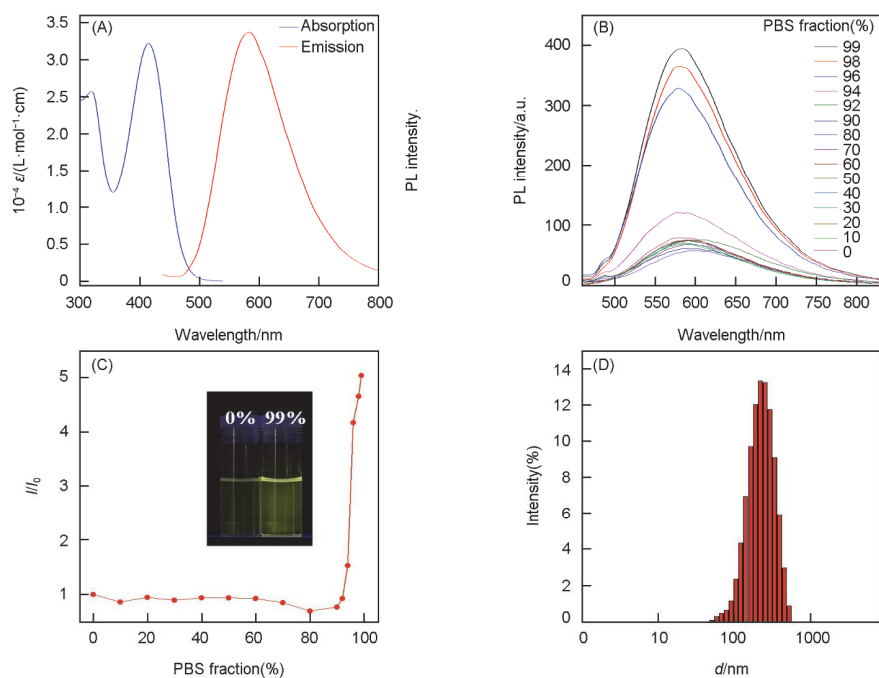 (A)
Absorption
Emission
3.5
3.0
2.5
2.0
1.5
1.0
3.5
0
10⁻⁴ ε/(L·mol⁻¹·cm)
PL intensity.
300 400 500 600 700 800
Wavelength/nm
(B)
PBS fraction(%)
99
98
96
94
92
90
80
70
60
50
40
30
20
10
0
400
300
200
100
0
PL intensity/a.u.
500 550 600 650 700 750 800
Wavelength/nm
(C)
5
4
3
2
1
0
I/I₀
0% 99%
0 20 40 60 80 100
PBS fraction(%)
(D)
14
12
10
8
6
4
2
0
Intensity(%)
0 10 100 1000
d/nm